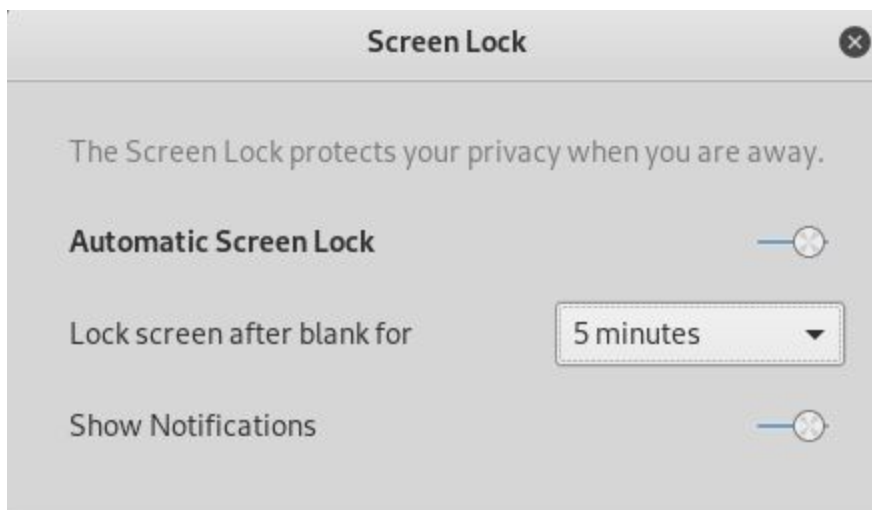 Screen Lock
The Screen Lock protects your privacy when you are away.
Automatic Screen Lock
Lock screen after blank for
5 minutes
Show Notifications